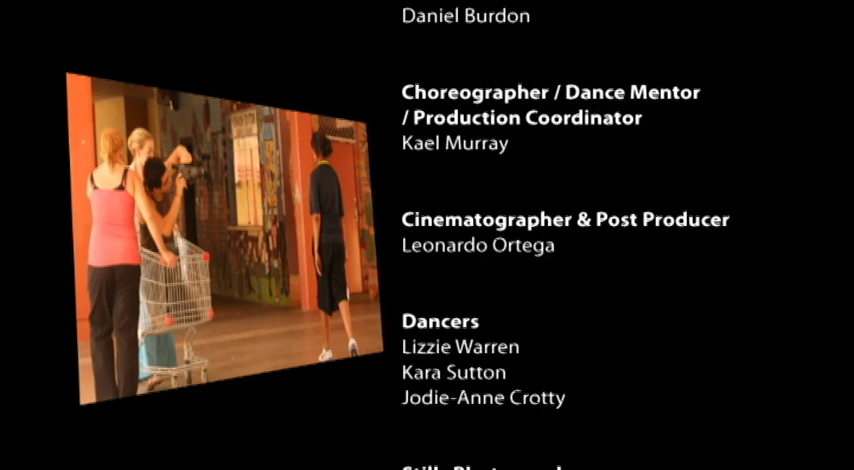 Daniel Burdon
Choreographer / Dance Mentor
/ Production Coordinator
Kael Murray
Cinematographer & Post Producer
Leonardo Ortega
Dancers
Lizzie Warren
Kara Sutton
Jodie-Anne Crotty